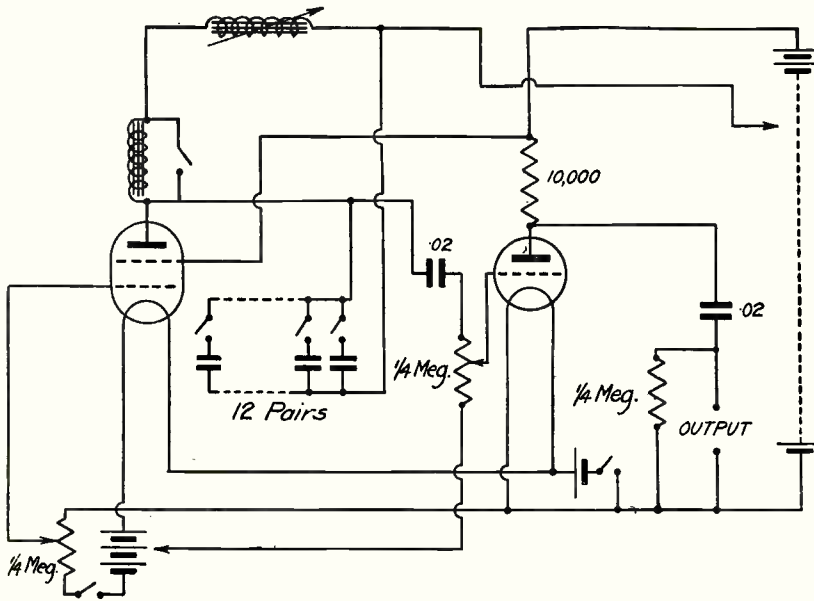 10,000
.02
.02
1/4 Meg.
1/4 Meg.
12 Pairs
OUTPUT
1/4 Meg.